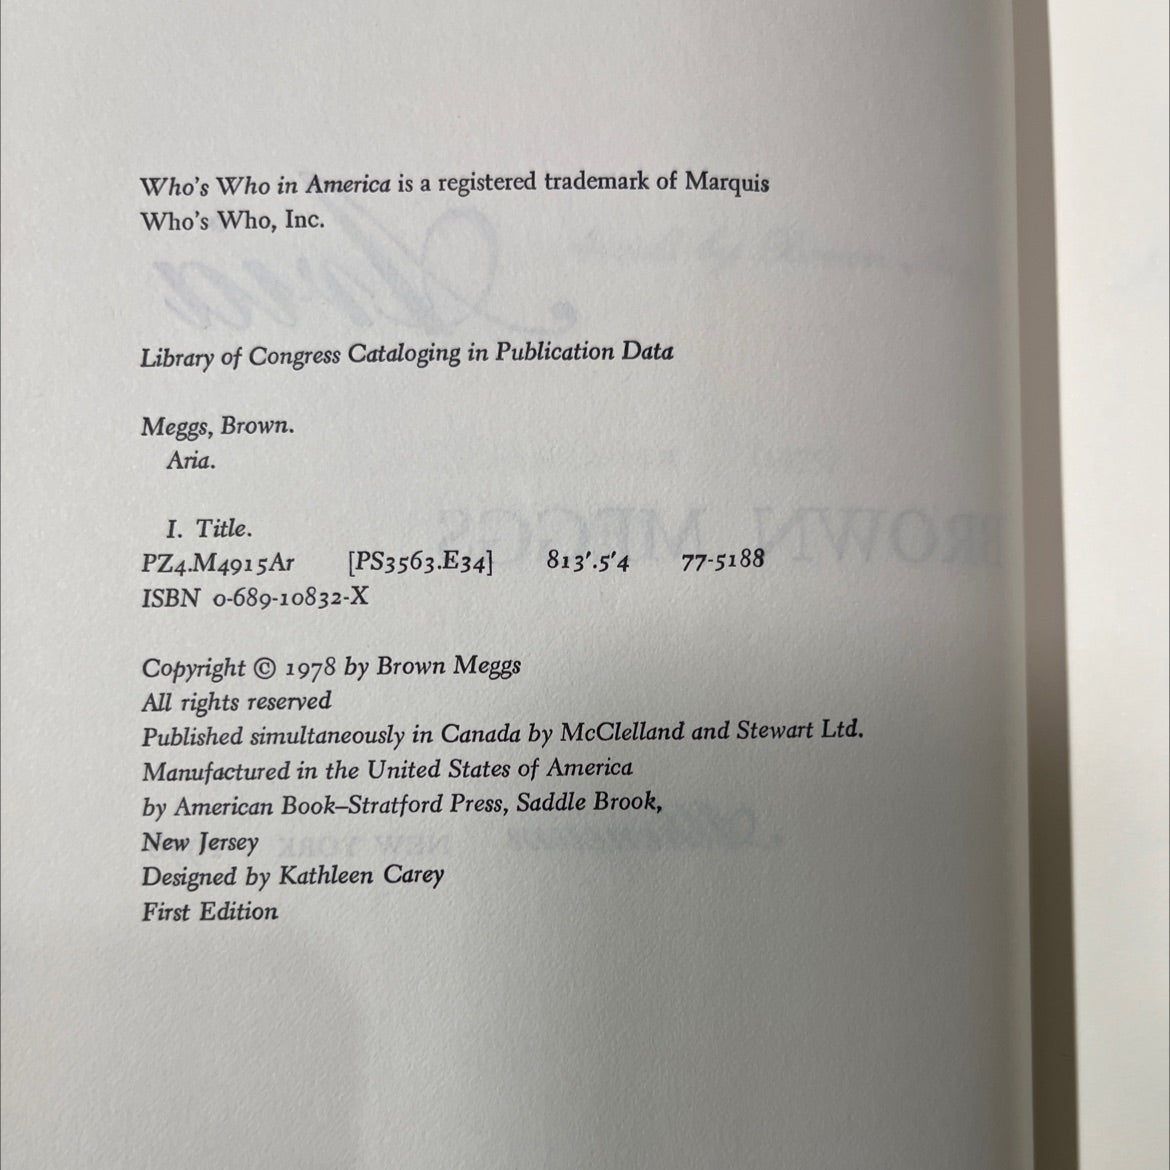 Who's Who in America is a registered trademark of Marquis
Who's Who, Inc.
Library of Congress Cataloging in Publication Data
Meggs, Brown.
Aria.
I. Title.
PZ4.M4915Ar [PS3563.E34] 813'.5'4 77-5188
ISBN 0-689-10832-X
Copyright © 1978 by Brown Meggs
All rights reserved
Published simultaneously in Canada by McClelland and Stewart Ltd.
Manufactured in the United States of America
by American Book–Stratford Press, Saddle Brook,
New Jersey
Designed by Kathleen Carey
First Edition